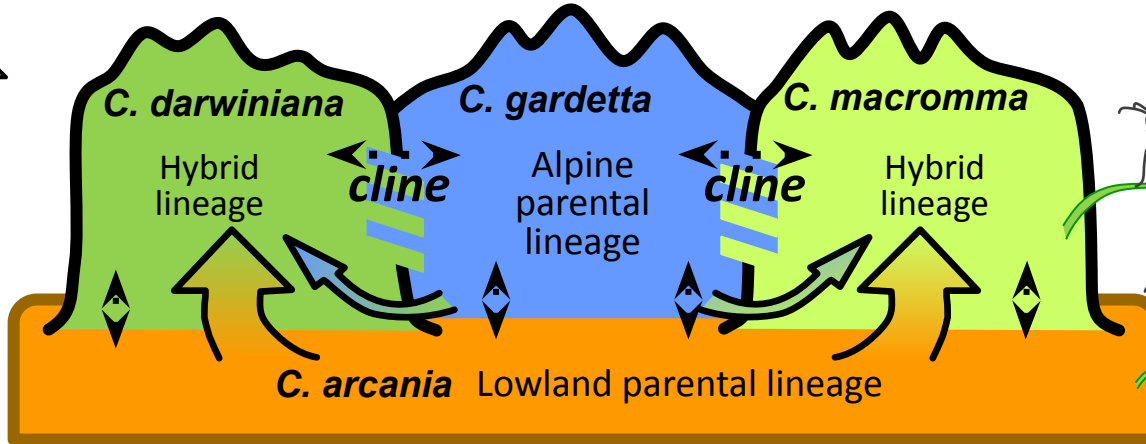 C. darwiniana
C. gardetta
C. macromma
Hybrid
lineage
cline
Alpine
parental
lineage
cline
Hybrid
lineage
C. arcania Lowland parental lineage